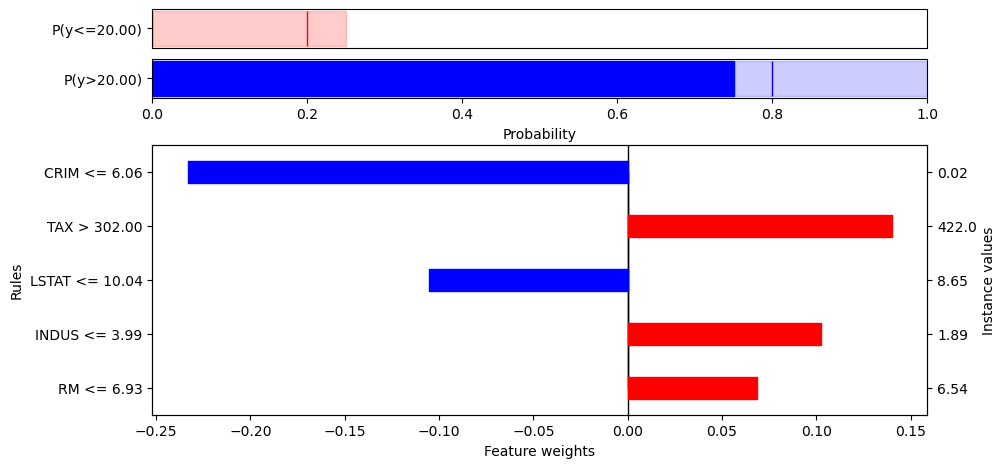 P(y<=20.00)
P(y>20.00)
0.0 0.2 0.4 0.6 0.8 1.0
Probability
Rules
CRIM <= 6.06 0.02
TAX > 302.00 422.0
LSTAT <= 10.04 8.65
INDUS <= 3.99 1.89
RM <= 6.93 6.54
Instance values
−0.25 −0.20 −0.15 −0.10 −0.05 0.00 0.05 0.10 0.15
Feature weights